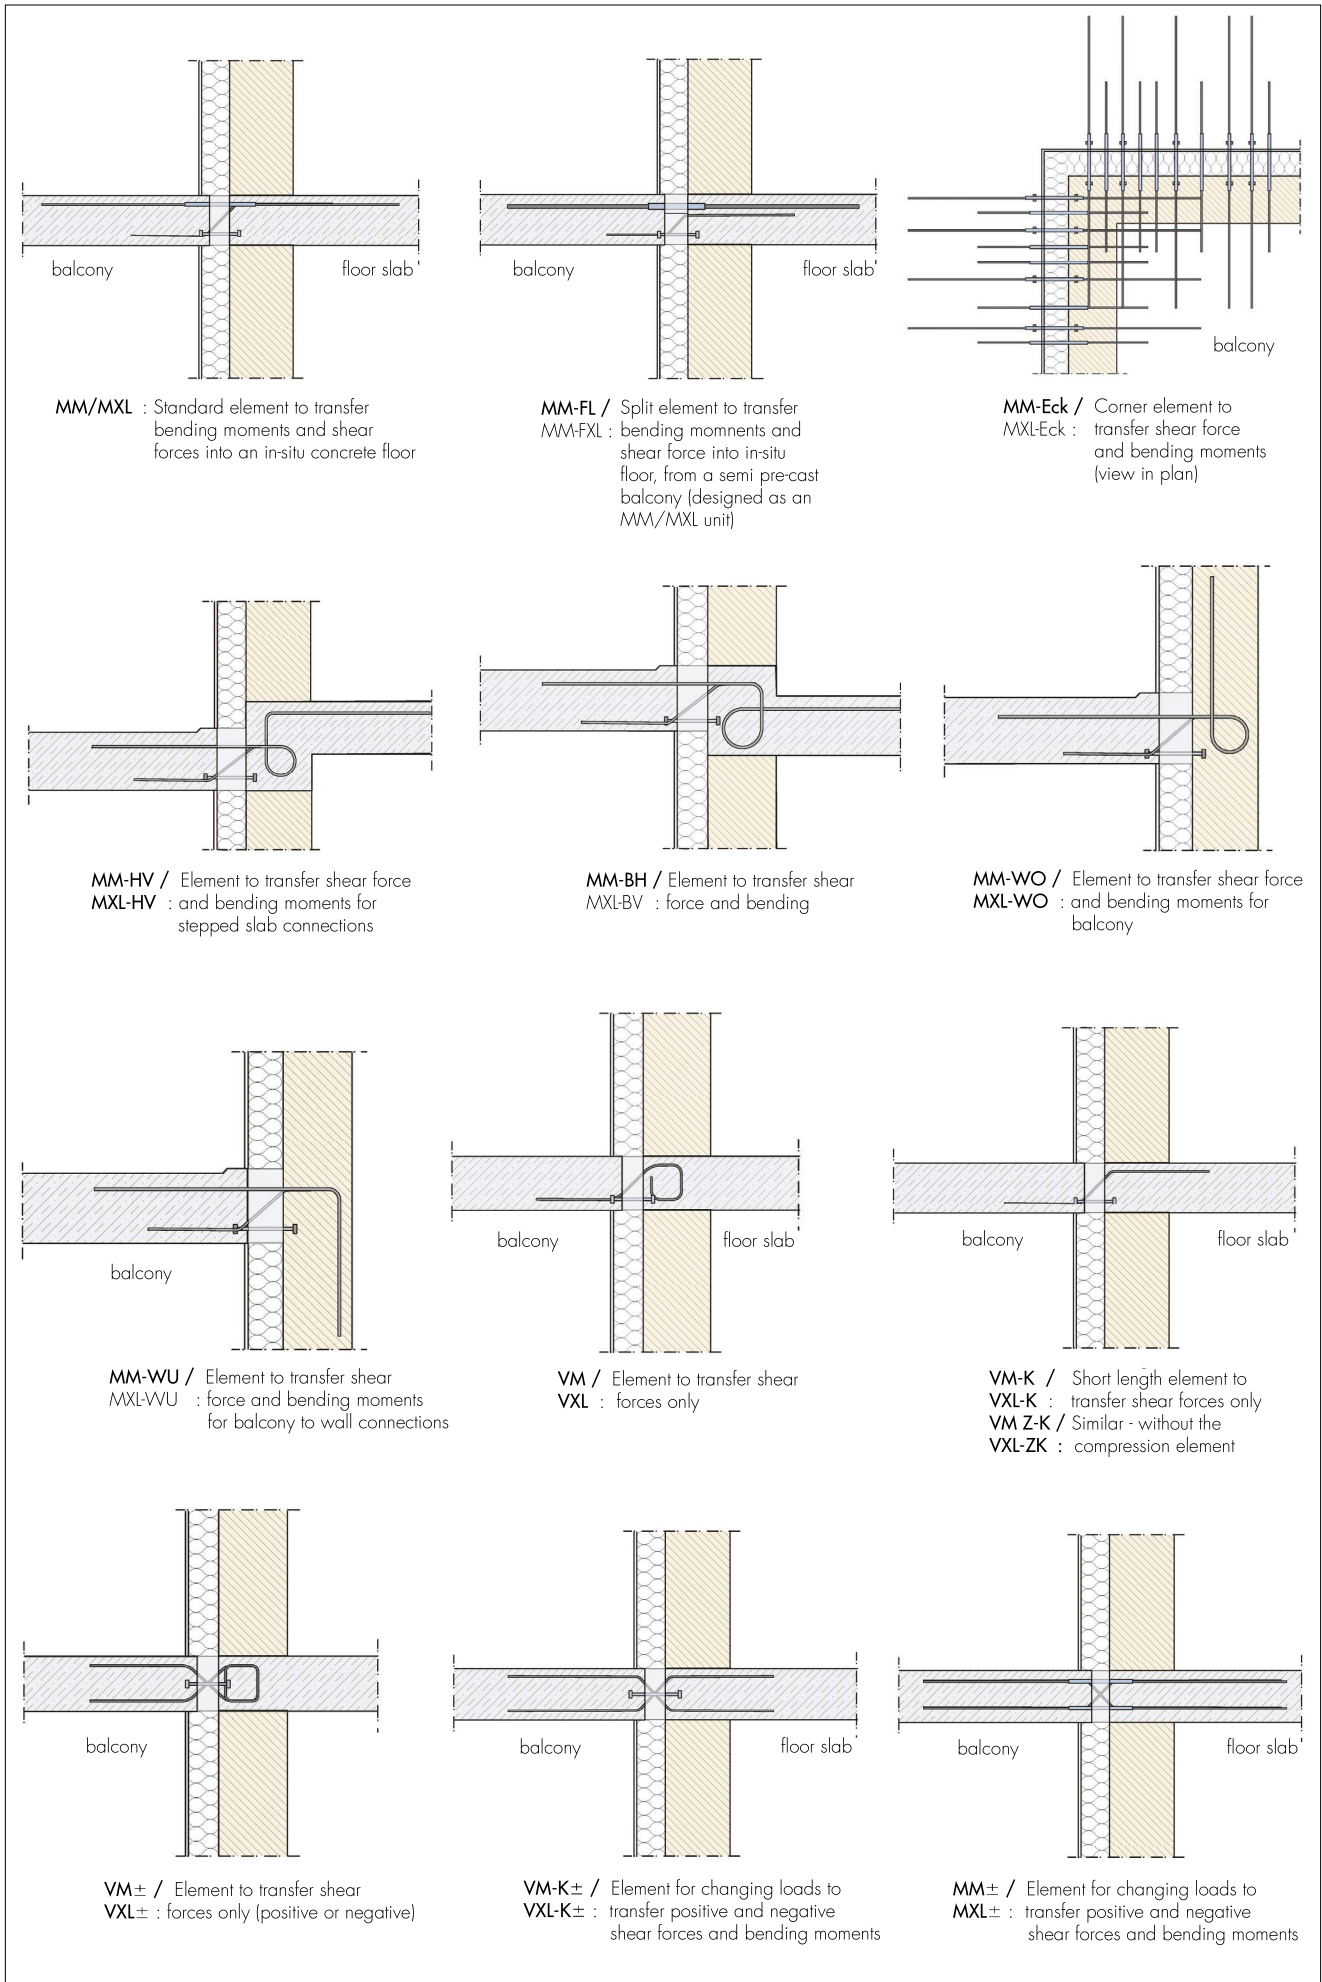 balcony
floor slab
MM/MXL : Standard element to transfer
bending moments and shear
forces into an in-situ concrete floor
balcony
floor slab
MM-FL / Split element to transfer
MM-FXL : bending momnents and
shear force into in-situ
floor, from a semi pre-cast
balcony (designed as an
MM/MXL unit)
balcony
MM-Eck / Corner element to
MXL-Eck : transfer shear force
and bending moments
(view in plan)
MM-HV / Element to transfer shear force
MXL-HV : and bending moments for
stepped slab connections
MM-BH / Element to transfer shear
MXL-BV : force and bending
MM-WO / Element to transfer shear force
MXL-WO : and bending moments for
balcony
balcony
MM-WU / Element to transfer shear
MXL-WU : force and bending moments
for balcony to wall connections
balcony
floor slab
VM / Element to transfer shear
VXL : forces only
balcony
floor slab
VM-K / Short length element to
VXL-K : transfer shear forces only
VM Z-K / Similar - without the
VXL-ZK : compression element
balcony
VM± / Element to transfer shear
VXL± : forces only (positive or negative)
balcony
floor slab
VM-K± / Element for changing loads to
VXL-K± : transfer positive and negative
shear forces and bending moments
balcony
floor slab
MM± / Element for changing loads to
MXL± : transfer positive and negative
shear forces and bending moments